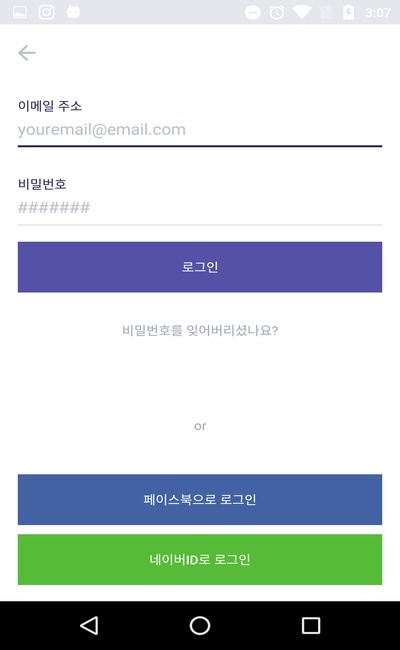 3:07
이메일 주소
youremail@email.com
비밀번호
#######
로그인
비밀번호를 잊어버리셨나요?
or
페이스북으로 로그인
네이버ID로 로그인